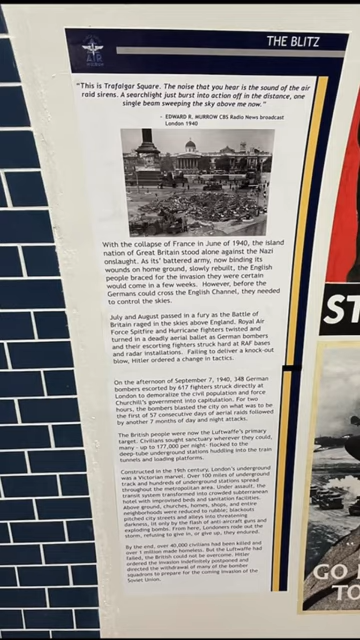 THE BLITZ
"This is Trafalgar Square. The noise that you hear is the sound of the air
raid sirens. A searchlight just burst into action off in the distance, one
single beam sweeping the sky above me now."
- EDWARD R. MURROW CBS Radio News broadcast
London 1940
With the collapse of France in June of 1940, the island
nation of Great Britain stood alone against the Nazi
onslaught. As its' battered army, now binding its
wounds on home ground, slowly rebuilt, the English
people braced for the invasion they were certain
would come in a few weeks. However, before the
Germans could cross the English Channel, they needed
to control the skies.
July and August passed in a fury as the Battle of
Britain raged in the skies above England. Royal Air
Force Spitfire and Hurricane fighters twisted and
turned in a deadly aerial ballet as German bombers
and their escorting fighters struck hard at RAF bases
and radar installations. Failing to deliver a knock-out
blow, Hitler ordered a change in tactics.
On the afternoon of September 7, 1940, 348 German
bombers escorted by 617 fighters struck directly at
London to demoralize the civil population and force
Churchill's government into capitulation. For two
hours, the bombers blasted the city on what was to be
the first of 57 consecutive days of aerial raids followed
by another 7 months of day and night attacks.
The British people were now the Luftwaffe's primary
target. Civilians sought sanctuary wherever they could,
many - up to 177,000 per night- flocked to the
deep-tube underground stations huddling into the train
tunnels and loading platforms.
Constructed in the 19th century, London's underground
was a Victorian marvel. Over 100 miles of underground
track and hundreds of underground stations spread
throughout the metropolitan area. Under assault, the
transit system transformed into crowded subterranean
hotel with improvised beds and sanitation facilities.
Above ground, churches, homes, shops, and entire
neighborhoods were reduced to rubble; blackouts
pitched city streets and alleys into threatening
darkness, lit only by the flash of anti-aircraft guns and
exploding bombs. From here, Londoners rode out the
storm, refusing to give in, or give up, they endured.
By the end, over 40,000 civilians had been killed and
over 1 million made homeless. But the Luftwaffe had
failed, the British could not be overcome. Hitler
ordered the invasion indefinitely postponed and
directed the withdrawal of many of the bomber
squadrons to prepare for the coming invasion of the
Soviet Union.
ST
GO
TO